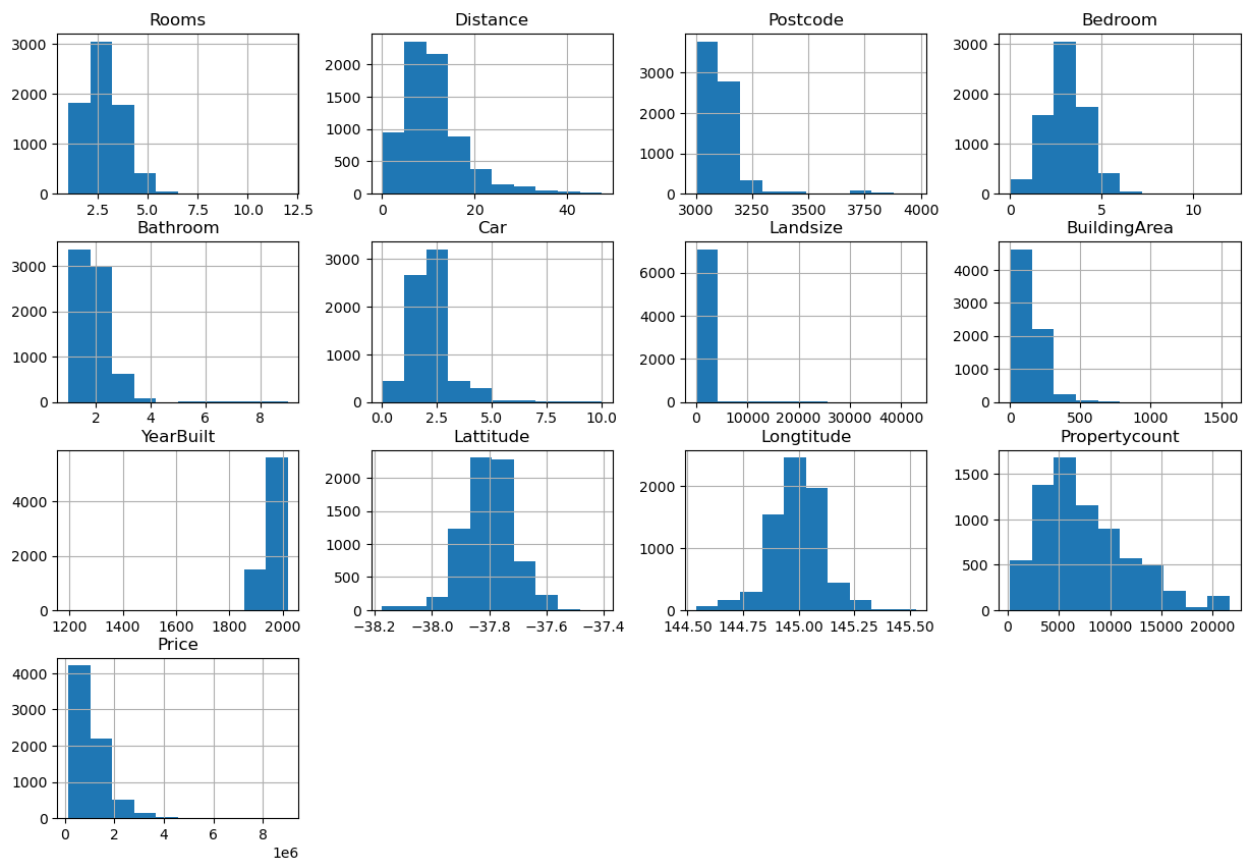 Rooms
3000
2000
1000
0
2.5 5.0 7.5 10.0 12.5
Distance
2000
1500
1000
500
0
0 20 40
Postcode
3000
2000
1000
0
3000 3250 3500 3750 4000
Bedroom
3000
2000
1000
0
0 5 10
Bathroom
3000
2000
1000
0
2 4 6 8
Car
3000
2000
1000
0
0.0 2.5 5.0 7.5 10.0
Landsize
6000
4000
2000
0
0 10000 20000 30000 40000
BuildingArea
4000
3000
2000
1000
0
0 500 1000 1500
YearBuilt
4000
2000
0
1200 1400 1600 1800 2000
Lattitude
2000
1500
1000
500
0
−38.2 −38.0 −37.8 −37.6 −37.4
Longtitude
2000
1000
0
144.50 144.75 145.00 145.25 145.50
Propertycount
1500
1000
500
0
0 5000 10000 15000 20000
Price
4000
3000
2000
1000
0
0 2 4 6 8
1e6